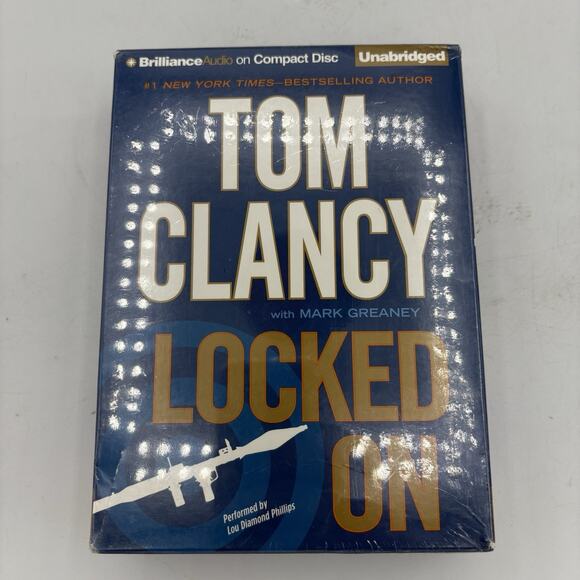 BrillianceAudio on Compact Disc Unabridged
#1 NEW YORK TIMES–BESTSELLING AUTHOR
TOM
CLANCY
with MARK GREANEY
LOCKED
ON
Performed by
Lou Diamond Phillips